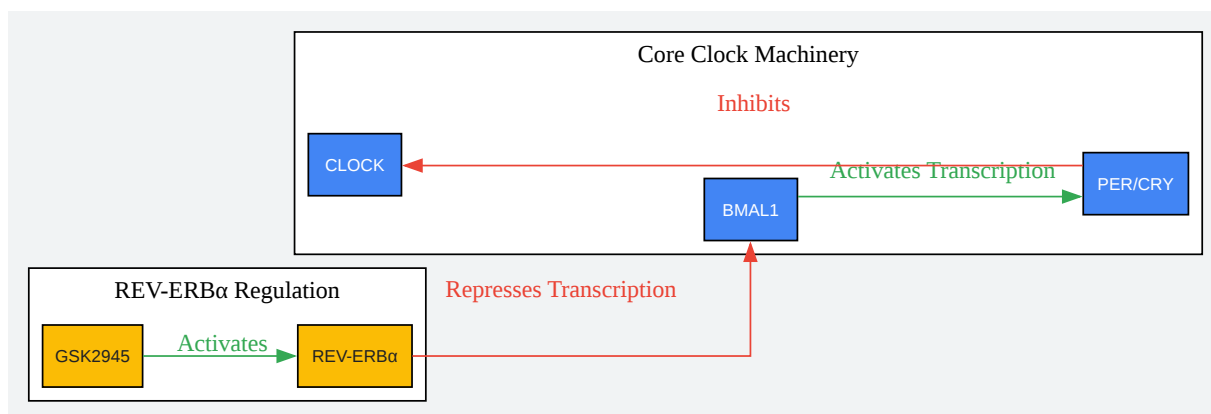 Core Clock Machinery
Inhibits
CLOCK
Activates Transcription
PER/CRY
BMAL1
REV-ERBα Regulation
Represses Transcription
GSK2945
Activates
REV-ERBα